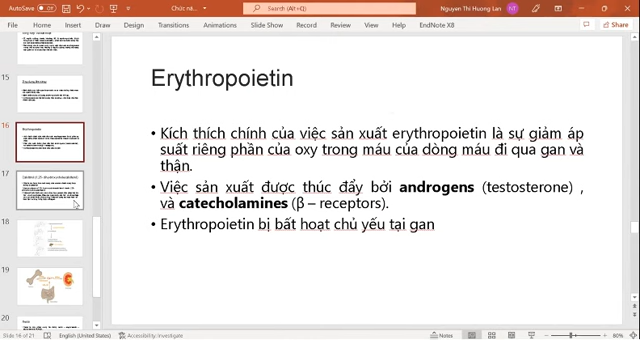 AutoSave Off Chức nă... Search (Alt+Q) Nguyen Thi Huong Lan NT
File Home Insert Draw Design Transitions Animations Slide Show Record Review View Help EndNote X8 Share
15
16
17
18
19
20
Erythropoietin
• Kích thích chính của việc sản xuất erythropoietin là sự giảm áp
suất riêng phần của oxy trong máu của dòng máu đi qua gan và
thận.
• Việc sản xuất được thúc đẩy bởi androgens (testosterone) ,
và catecholamines (β – receptors).
• Erythropoietin bị bất hoạt chủ yếu tại gan
Slide 16 of 21 English (United States) Accessibility: Investigate Notes 80%